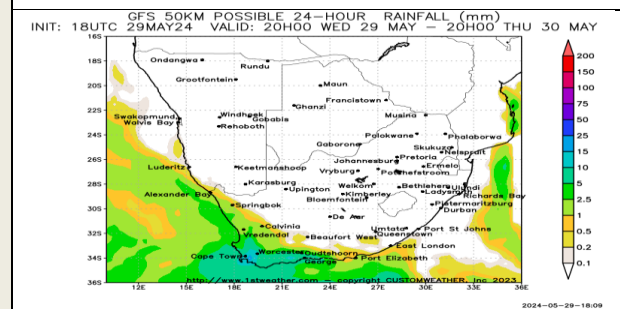 GFS 50KM POSSIBLE 24-HOUR RAINFALL (mm)
INIT: 18UTC 29MAY24 VALID: 20H00 WED 29 MAY - 20H00 THU 30 MAY
16S
18S
20S
22S
24S
26S
28S
30S
32S
34S
36S
12E
15E
18E
21E
24E
27E
30E
33E
36E
Ondangwa
Rundu
Grootfontein
Maun
Francistown
Ghanzi
Swakopmund
Windhoek
Gobabis
Musina
Walvis Bay
Rehoboth
Polokwane
Phalaborwa
Gaborone
Skukuza
Johannesburg
Pretoria
Nelspruit
Luderitz
Keetmanshoop
Vryburg
Potchefstroom
Ermelo
Karasburg
Upington
Welkom
Bethlehem
Ulundi
Alexander Bay
Kimberley
Ladysmith
Richards Bay
Springbok
Bloemfontein
Pietermaritzburg
Durban
De Aar
Calvinia
Vredendal
Beaufort West
Umtata
Port St Johns
Queenstown
East London
Cape Town
Worcester
Oudtshoorn
George
Port Elizabeth
http://www.1stweather.com - copyright CUSTOMWEATHER, Inc 2023
200
150
100
75
50
25
15
10
5
2.5
1
0.5
0.2
0.1
2024-05-29-18:09